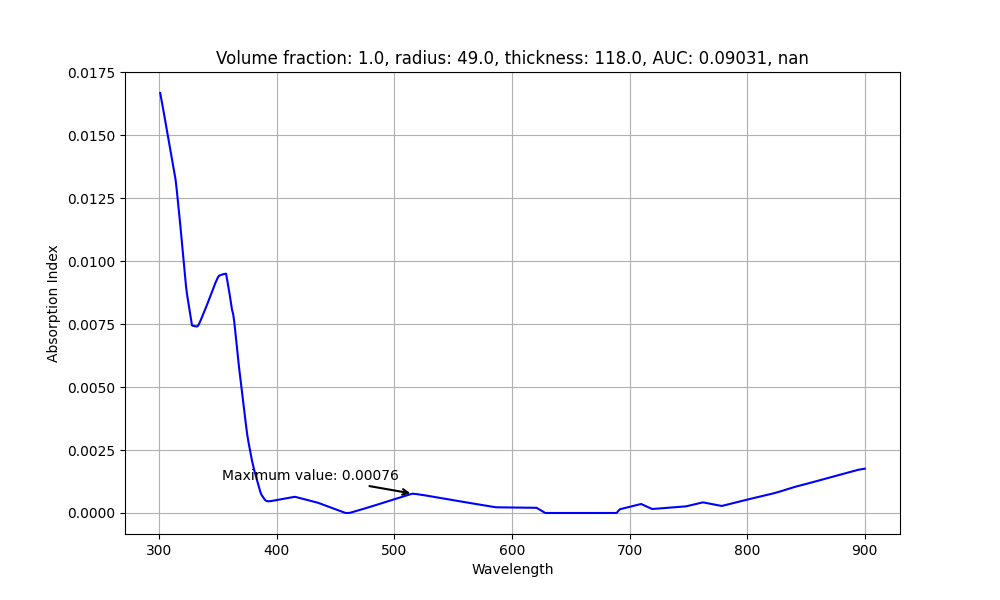 Volume fraction: 1.0, radius: 49.0, thickness: 118.0, AUC: 0.09031, nan
0.0175
0.0150
0.0125
0.0100
0.0075
0.0050
0.0025
0.0000
Absorption Index
Maximum value: 0.00076
300 400 500 600 700 800 900
Wavelength